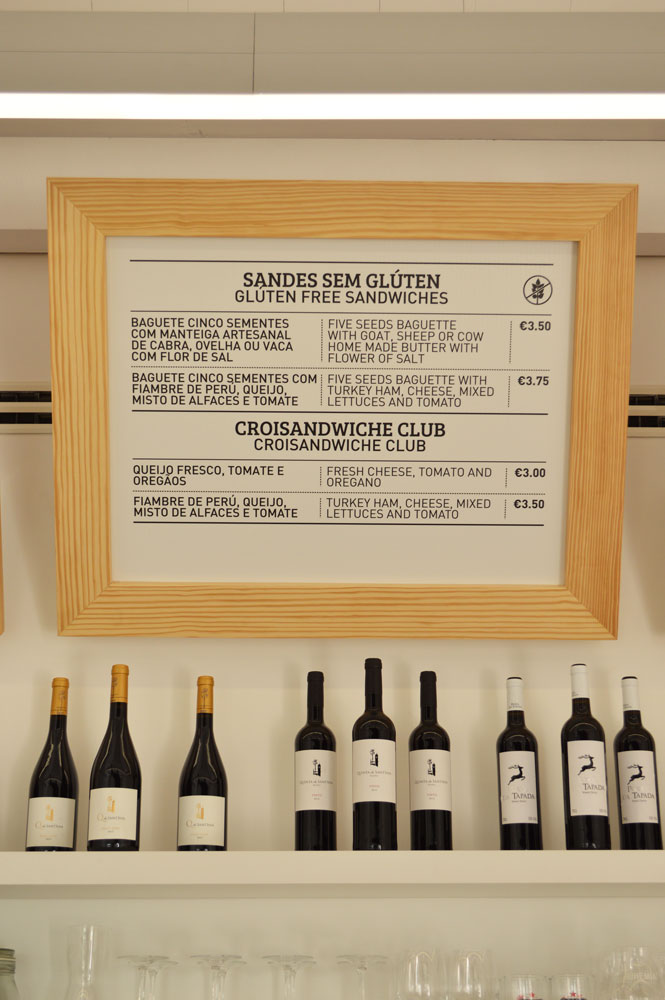 SANDES SEM GLÚTEN
GLÚTEN FREE SANDWICHES
BAGUETE CINCO SEMENTES
COM MANTEIGA ARTESANAL
DE CABRA, OVELHA OU VACA
COM FLOR DE SAL
FIVE SEEDS BAGUETTE
WITH GOAT, SHEEP OR COW
HOME MADE BUTTER WITH
FLOWER OF SALT
€3.50
BAGUETE CINCO SEMENTES COM
FIAMBRE DE PERÚ, QUEIJO,
MISTO DE ALFACES E TOMATE
FIVE SEEDS BAGUETTE WITH
TURKEY HAM, CHEESE, MIXED
LETTUCES AND TOMATO
€3.75
CROISANDWICHE CLUB
CROISANDWICHE CLUB
QUEIJO FRESCO, TOMATE E
OREGÃOS
FRESH CHEESE, TOMATO AND
OREGANO
€3.00
FIAMBRE DE PERÚ, QUEIJO,
MISTO DE ALFACES E TOMATE
TURKEY HAM, CHEESE, MIXED
LETTUCES AND TOMATO
€3.50
TAPADA
TAPADA
TAPADA